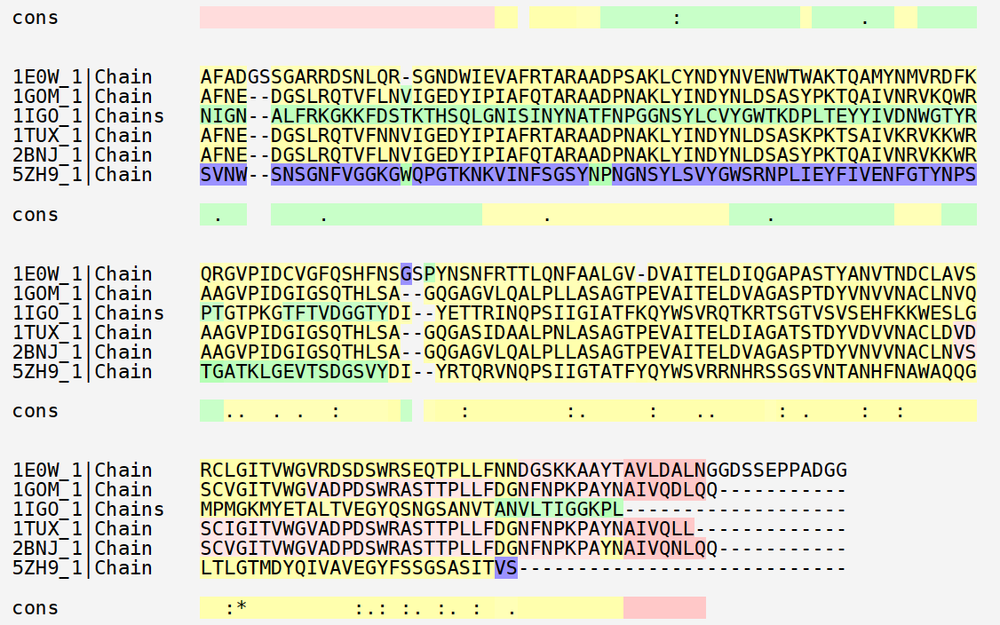 cons : .
1E0W_1|Chain AFADGSSGARRDSNLQR-SGNDWIEVAFRTARAADPSAKLCYNDYNVENWTWAKTQAMYNMVRDFK
1GOM_1|Chain AFNE--DGSLRQTVFLNVIGEDYIPIAFQTARAADPNAKLYINDYNLDSASYPKTQAIVNRVKQWR
1IGO_1|Chains NIGN--ALFRKGKKFDSTKTHSQLGNISINYNATFNPGGNSYLCVYGWTKDPLTEYYIVDNWGTYR
1TUX_1|Chain AFNE--DGSLRQTVFNNVIGEDYIPIAFQTARAADPNAKLYINDYNLDSASKPKTSAIVKRVKKWR
2BNJ_1|Chain AFNE--DGSLRQTVFLNVIGEDYIPIAFQTARAADPNAKLYINDYNLDSASYPKTQAIVNRVKKWR
5ZH9_1|Chain SVNW--SNSGNFVGGKGWQPGTKNKVINFSGSYNPNGNSYLSVYGWSRNPLIEYFIVENFGTYNPS
cons . . . .
1E0W_1|Chain QRGVPIDCVGFQSHFNSGSPYNSNFRTTLQNFAALGV-DVAITELDIQGAPASTYANVTNDCLAVS
1GOM_1|Chain AAGVPIDGIGSQTHLSA--GQGAGVLQALPLLASAGTPEVAITELDVAGASPTDYVNVVNACLNVQ
1IGO_1|Chains PTGTPKGTFTVDGGTYDI--YETTRINQPSIIGIATFKQYWSVRQTKRTSGTVSVSEHFKKWESLG
1TUX_1|Chain AAGVPIDGIGSQTHLSA--GQGASIDAALPNLASAGTPEVAITELDIAGATSTDYVDVVNACLDVD
2BNJ_1|Chain AAGVPIDGIGSQTHLSA--GQGAGVLQALPLLASAGTPEVAITELDVAGASPTDYVNVVNACLNVS
5ZH9_1|Chain TGATKLGEVTSDGSVYDI--YRTQRVNQPSIIGTATFYQYWSVRRNHRSSGSVNTANHFNAWAQQG
cons .. . . : : :. : .. : . : :
1E0W_1|Chain RCLGITVWGVRDSDSWRSEQTPLLFNNDGSKKAAYTAVLDALNGGDSSEPPADGG
1GOM_1|Chain SCVGITVWGVADPDSWRASTTPLLFDGNFNPKPAYNAIVQDLQQ-----------
1IGO_1|Chains MPMGKMYETALTVEGYQSNGSANVTANVLTIGGKPL-------------------
1TUX_1|Chain SCIGITVWGVADPDSWRASTTPLLFDGNFNPKPAYNAIVQLL-------------
2BNJ_1|Chain SCVGITVWGVADPDSWRASTTPLLFDGNFNPKPAYNAIVQNLQQ-----------
5ZH9_1|Chain LTLGTMDYQIVAVEGYFSSGSASITVS----------------------------
cons :* :.: :. :. : .